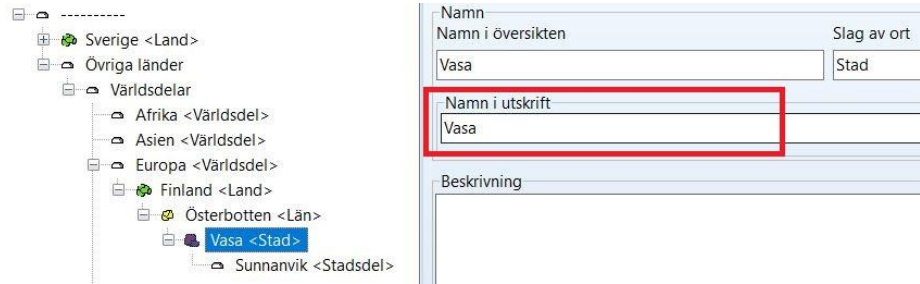 ----------
Sverige <Land>
Övriga länder
Världsdelar
Afrika <Världsdel>
Asien <Världsdel>
Europa <Världsdel>
Finland <Land>
Österbotten <Län>
Vasa <Stad>
Sunnanvik <Stadsdel>
Namn
Namn i översikten
Slag av ort
Vasa
Stad
Namn i utskrift
Vasa
Beskrivning